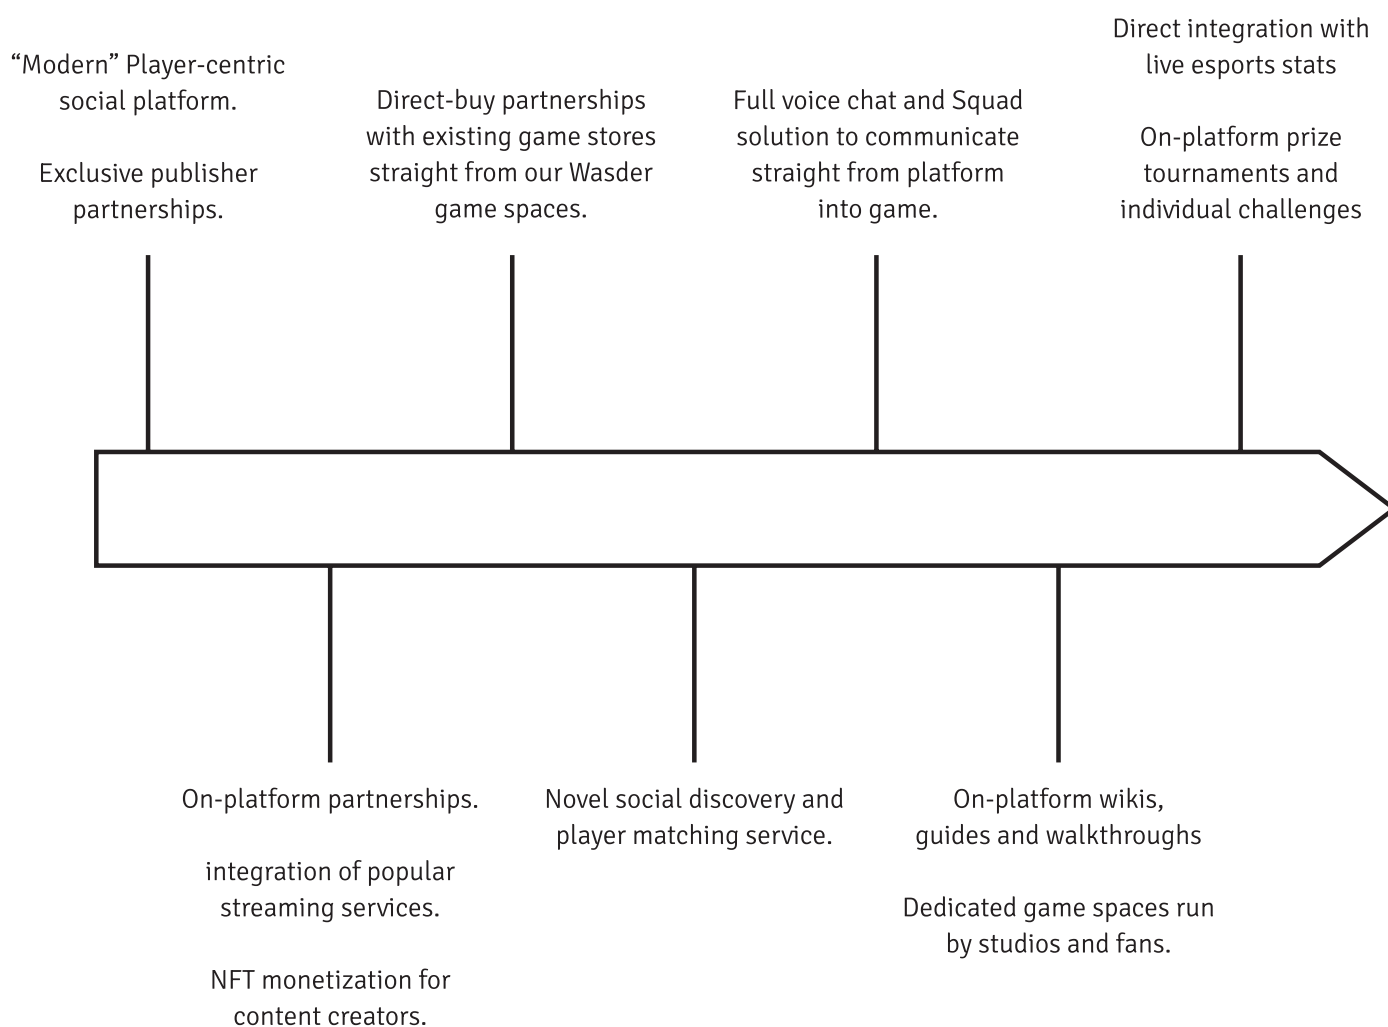 “Modern” Player-centric
social platform.
Exclusive publisher
partnerships.
Direct-buy partnerships
with existing game stores
straight from our Wasder
game spaces.
Full voice chat and Squad
solution to communicate
straight from platform
into game.
Direct integration with
live esports stats
On-platform prize
tournaments and
individual challenges
On-platform partnerships.
integration of popular
streaming services.
NFT monetization for
content creators.
Novel social discovery and
player matching service.
On-platform wikis,
guides and walkthroughs
Dedicated game spaces run
by studios and fans.